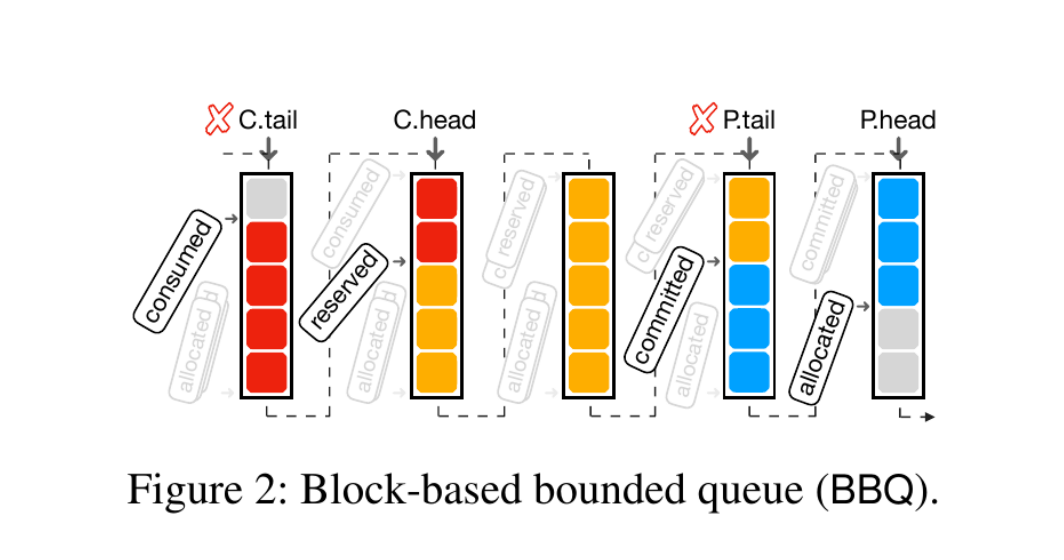 C.tail
C.head
P.tail
P.head
consumed
allocated
consumed
reserved
allocated
reserved
allocated
reserved
committed
allocated
committed
allocated
Figure 2: Block-based bounded queue (BBQ).